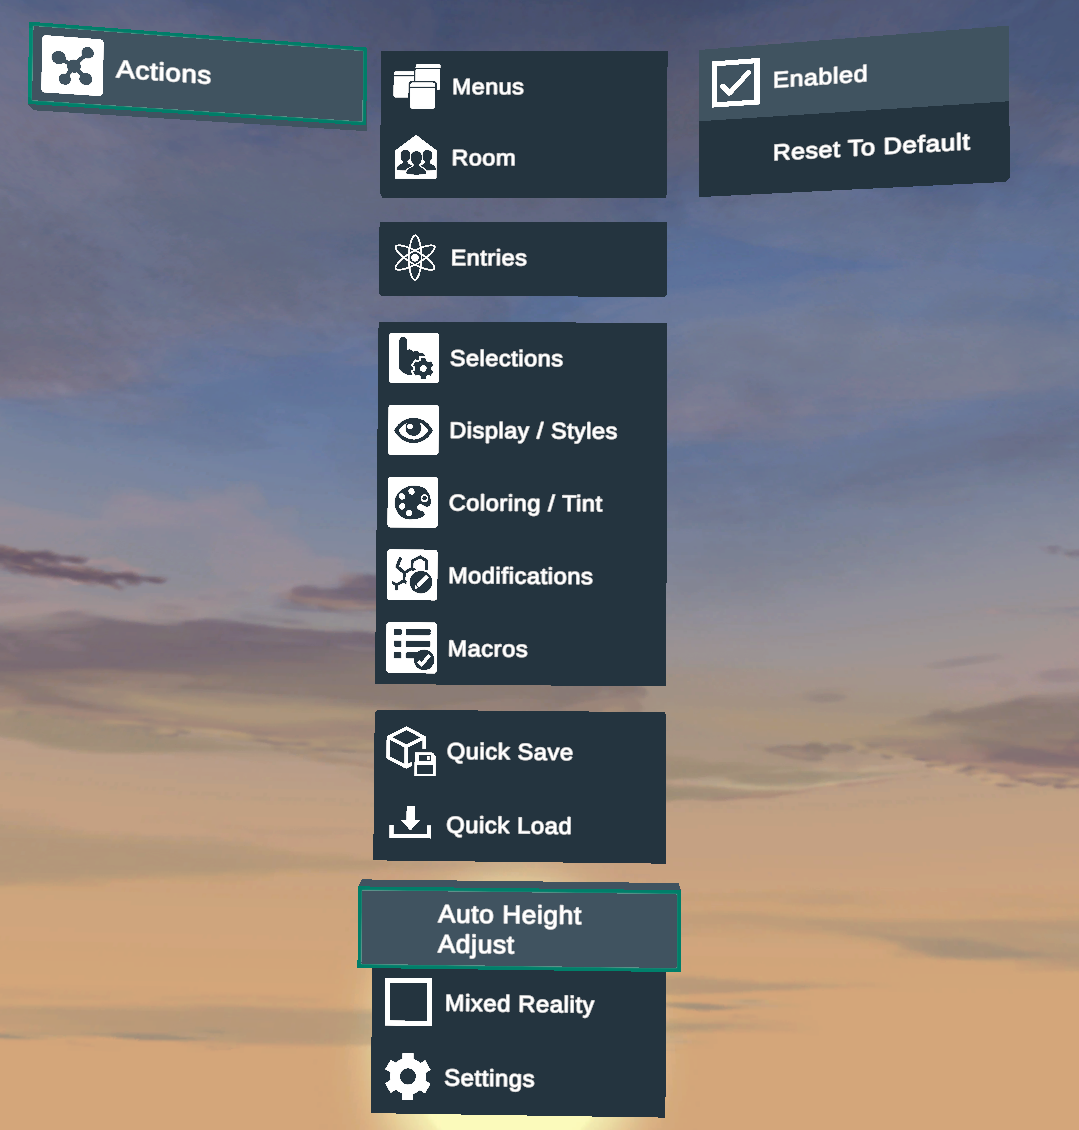 Actions
Menus
Room
Entries
Selections
Display / Styles
Coloring / Tint
Modifications
Macros
Quick Save
Quick Load
Auto Height
Adjust
Mixed Reality
Settings
Enabled
Reset To Default